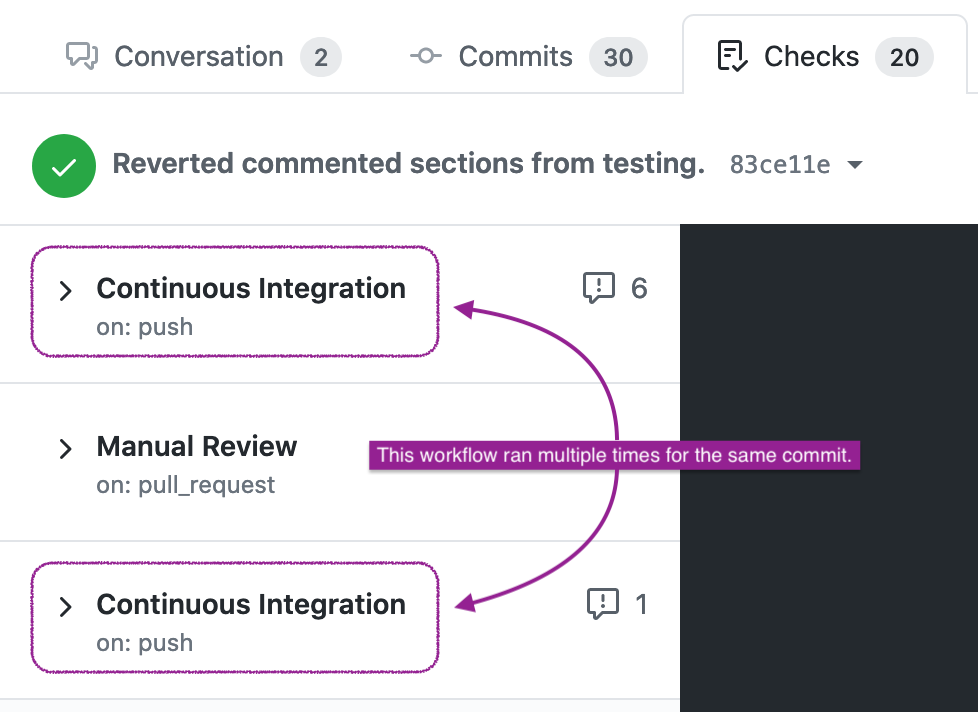 Conversation 2 Commits 30 Checks 20
Reverted commented sections from testing. 83ce11e
Continuous Integration 6
on: push
Manual Review
This workflow ran multiple times for the same commit.
on: pull_request
Continuous Integration 1
on: push